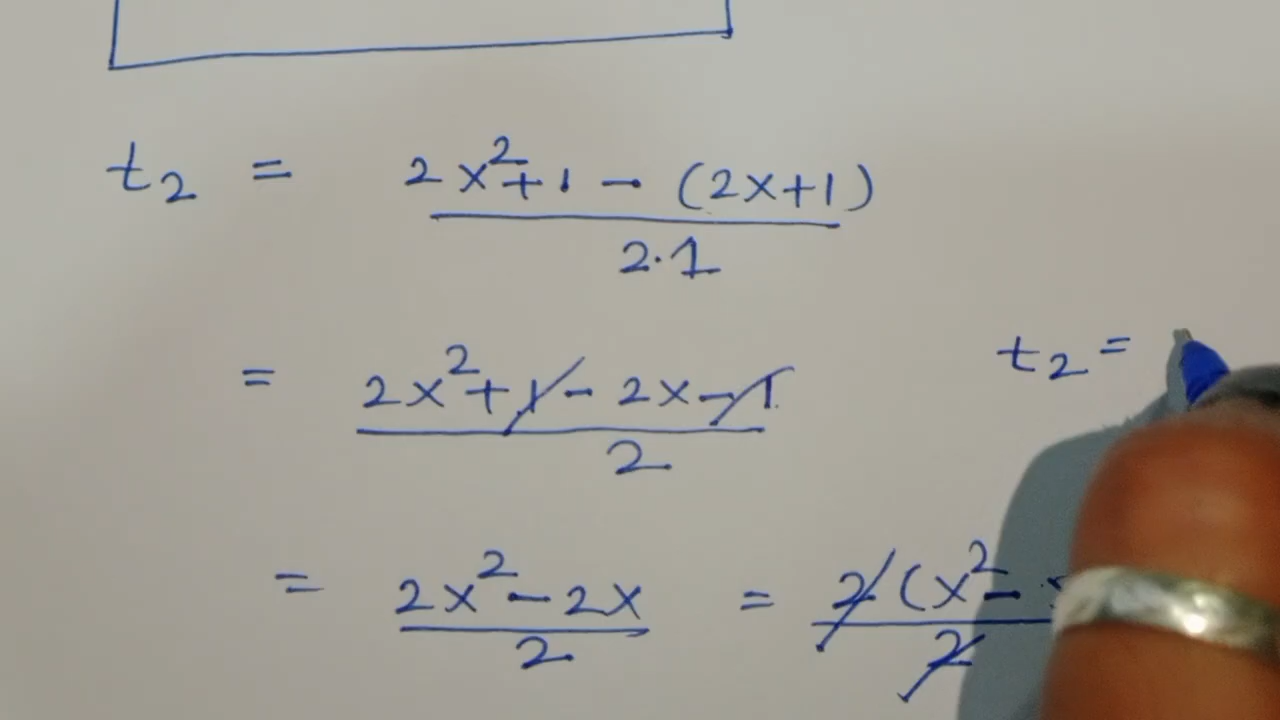 t₂ = (2x²+1 - (2x+1)) / 2.1
= (2x²+1 - 2x - 1) / 2
t₂ =
= (2x² - 2x) / 2 = 2(x² - / 2